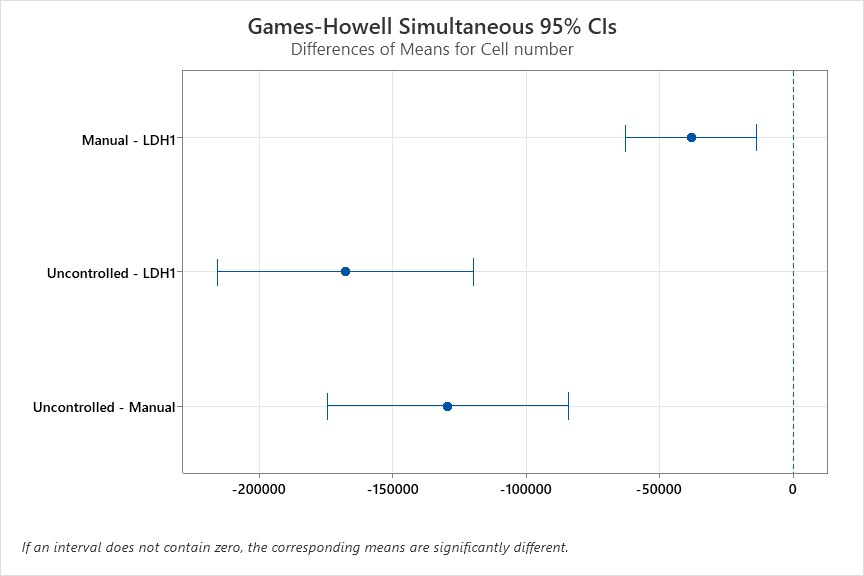 Games-Howell Simultaneous 95% CIs
Differences of Means for Cell number
Manual - LDH1
Uncontrolled - LDH1
Uncontrolled - Manual
-200000 -150000 -100000 -50000 0
If an interval does not contain zero, the corresponding means are significantly different.